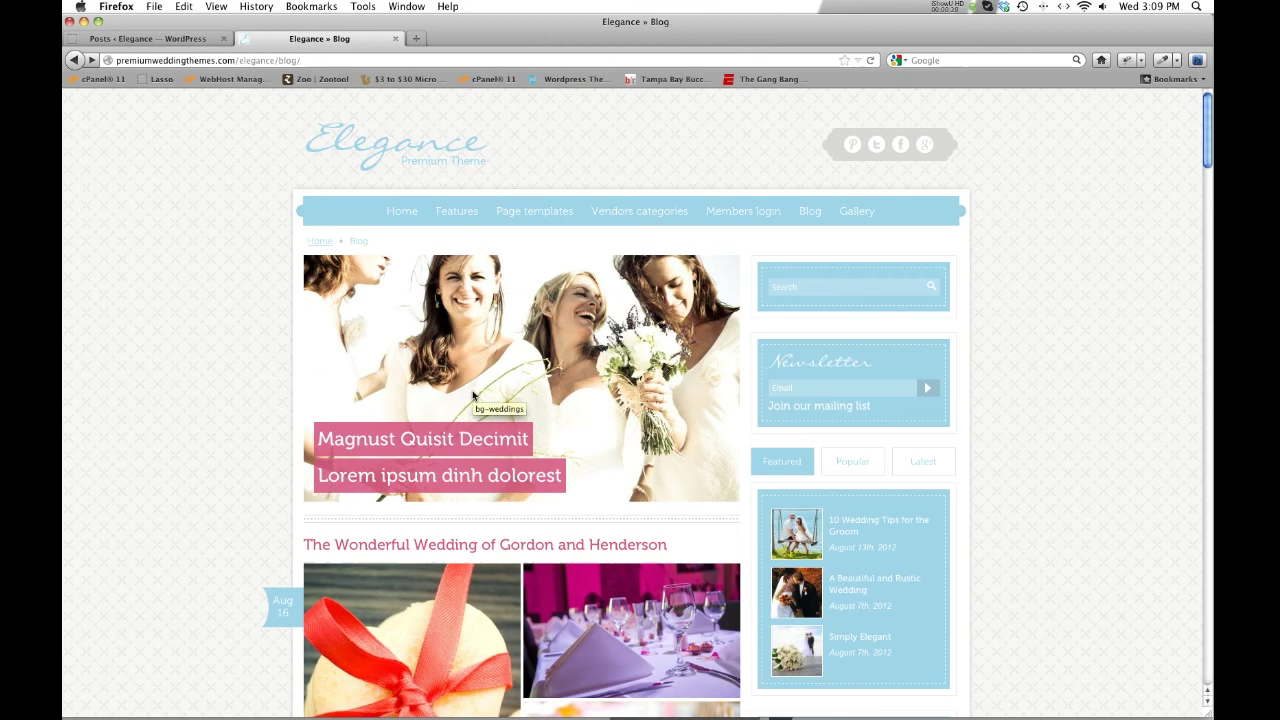 Firefox File Edit View History Bookmarks Tools Window Help
iShowU HD
00:00:20
Wed 3:09 PM
Elegance » Blog
Posts ‹ Elegance — WordPress
Elegance » Blog
premiumweddingthemes.com/elegance/blog/
Google
cPanel® 11 Lasso WebHost Manag... Zoo | Zootool $3 to $30 Micro ... cPanel® 11 Wordpress The... Tampa Bay Bucc... The Gang Bang ... Bookmarks
Elegance
Premium Theme
Home Features Page templates Vendors categories Members login Blog Gallery
Home • Blog
bg-weddings
Magnust Quisit Decimit
Lorem ipsum dinh dolorest
Search
Newsletter
Email
Join our mailing list
Featured Popular Latest
10 Wedding Tips for the
Groom
August 13th, 2012
A Beautiful and Rustic
Wedding
August 7th, 2012
Simply Elegant
August 7th, 2012
The Wonderful Wedding of Gordon and Henderson
Aug
16